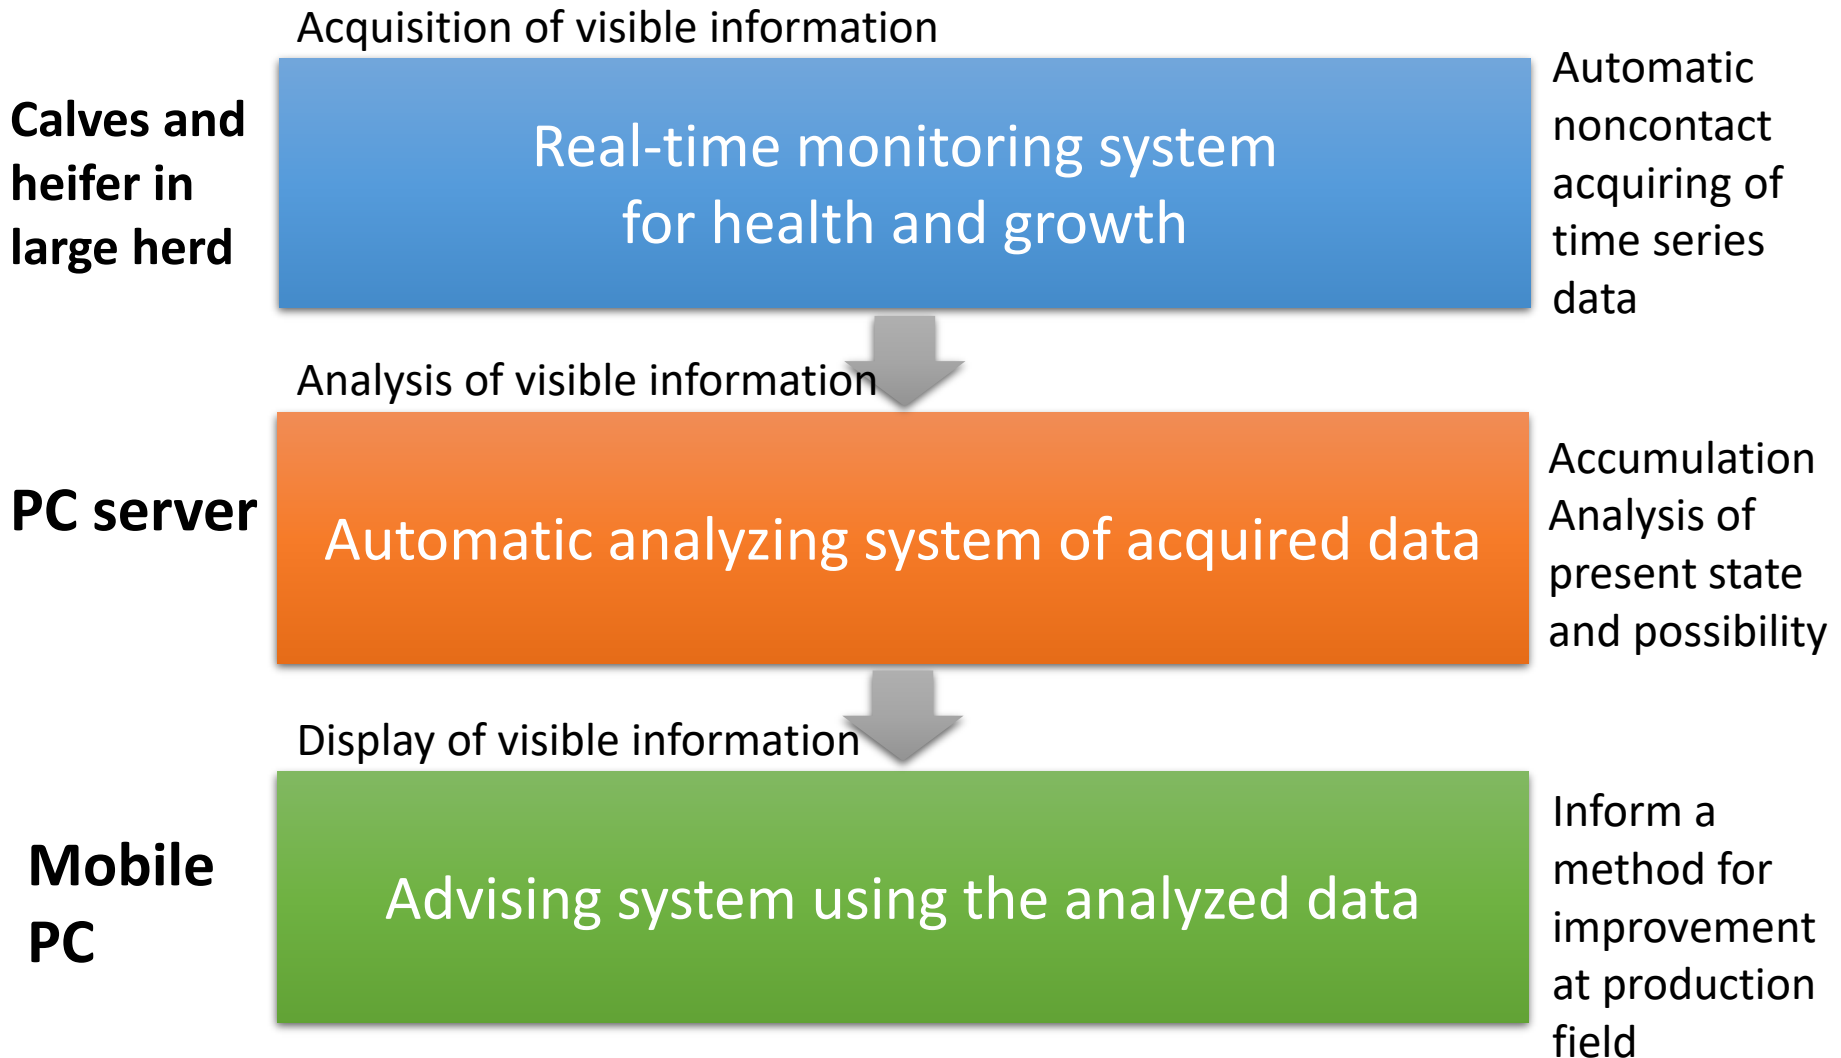 Acquisition of visible information
Calves and
heifer in
large herd
Real-time monitoring system
for health and growth
Automatic
noncontact
acquiring of
time series
data
Analysis of visible information
PC server
Automatic analyzing system of acquired data
Accumulation
Analysis of
present state
and possibility
Display of visible information
Mobile
PC
Advising system using the analyzed data
Inform a
method for
improvement
at production
field